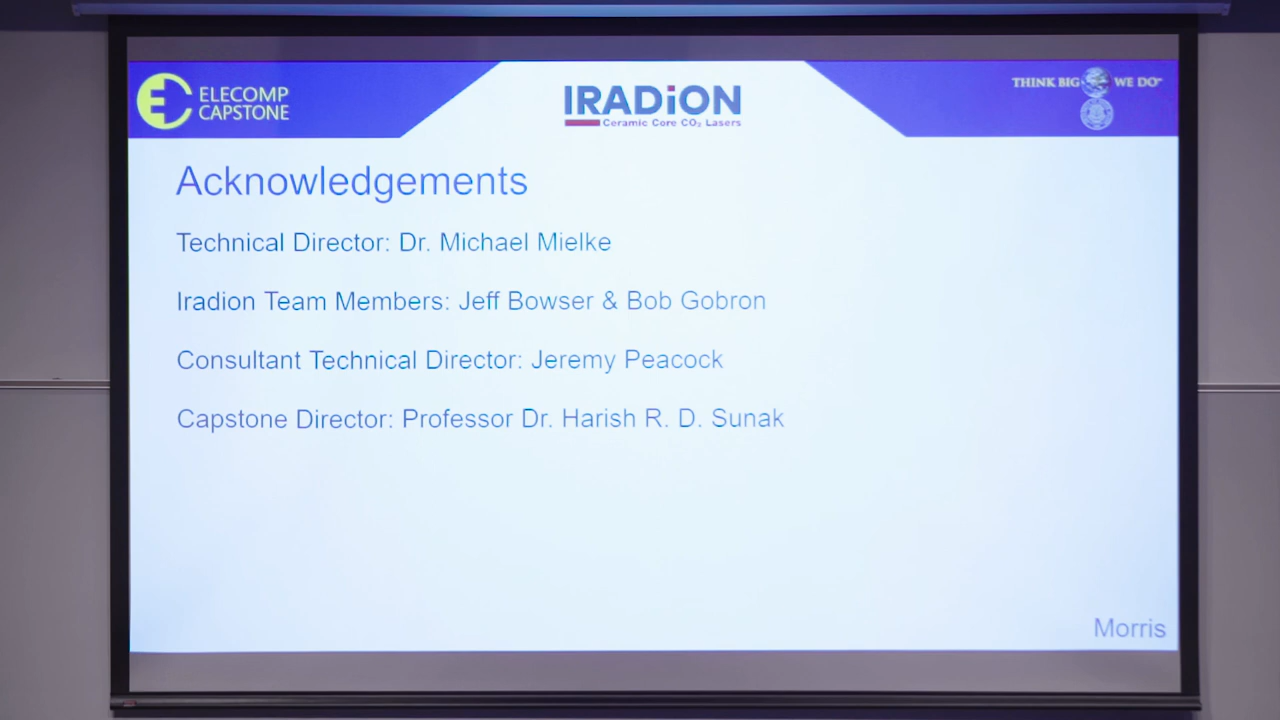 ELECOMP
CAPSTONE
IRADiON
Ceramic Core CO₂ Lasers
THINK BIG WE DO℠
Acknowledgements
Technical Director: Dr. Michael Mielke
Iradion Team Members: Jeff Bowser & Bob Gobron
Consultant Technical Director: Jeremy Peacock
Capstone Director: Professor Dr. Harish R. D. Sunak
Morris